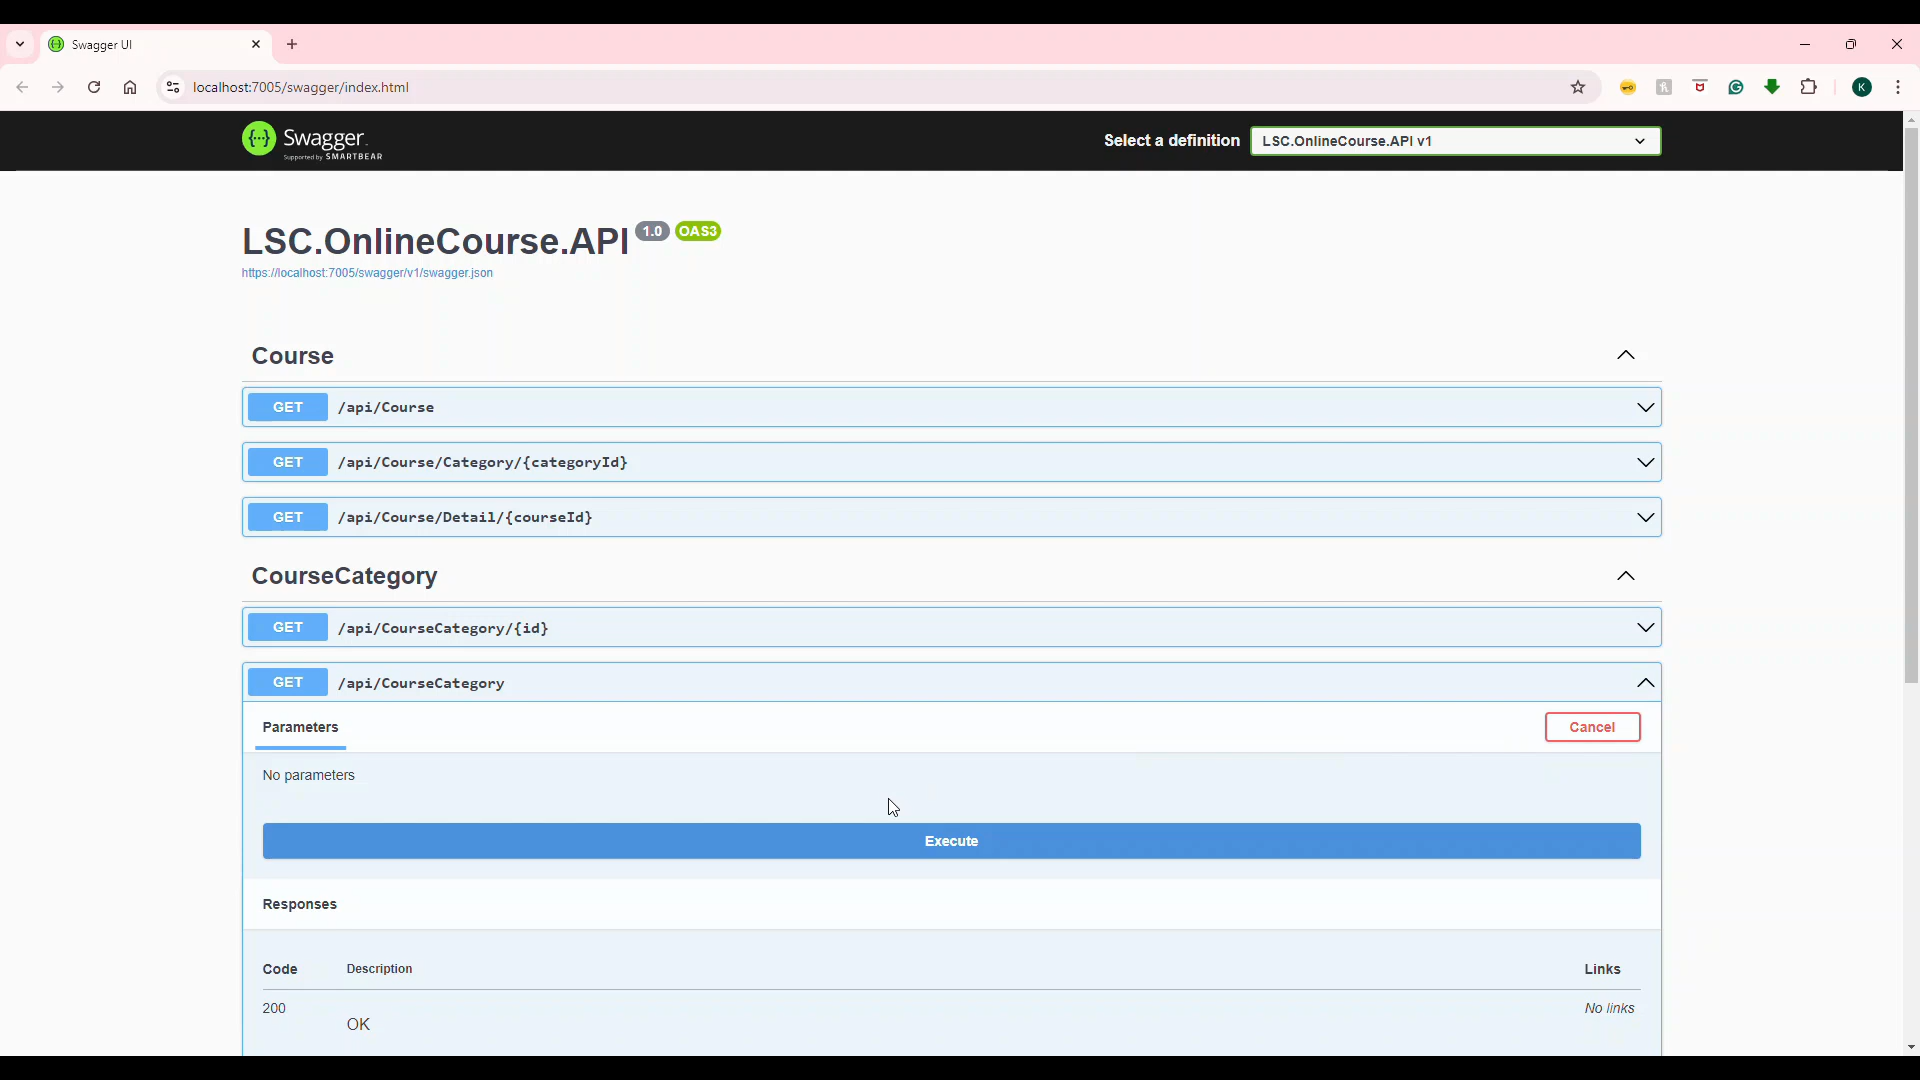 Swagger UI
localhost:7005/swagger/index.html
K
Swagger
Supported by SMARTBEAR
Select a definition
LSC.OnlineCourse.API v1
LSC.OnlineCourse.API 1.0 OAS3
https://localhost:7005/swagger/v1/swagger.json
Course
GET /api/Course
GET /api/Course/Category/{categoryId}
GET /api/Course/Detail/{courseId}
CourseCategory
GET /api/CourseCategory/{id}
GET /api/CourseCategory
Parameters
Cancel
No parameters
Execute
Responses
Code Description Links
200 No links
OK